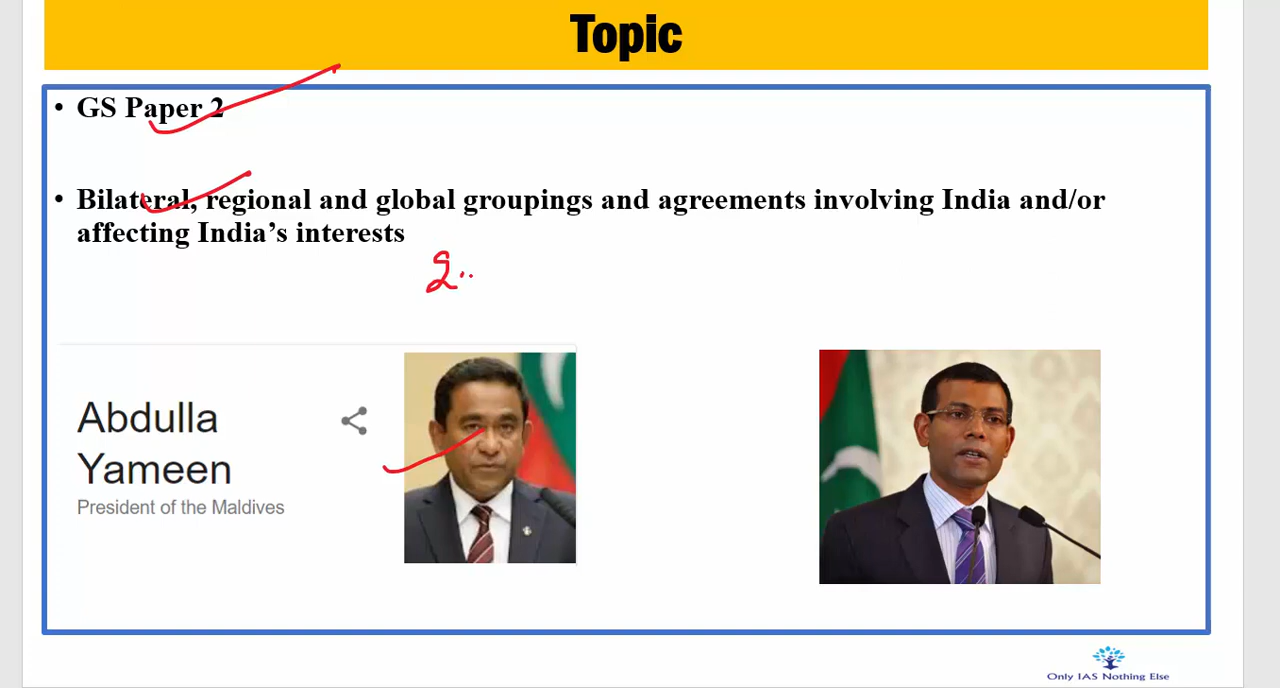 Topic
• GS Paper 2
• Bilateral, regional and global groupings and agreements involving India and/or
affecting India’s interests
Abdulla
Yameen
President of the Maldives
Only IAS Nothing Else